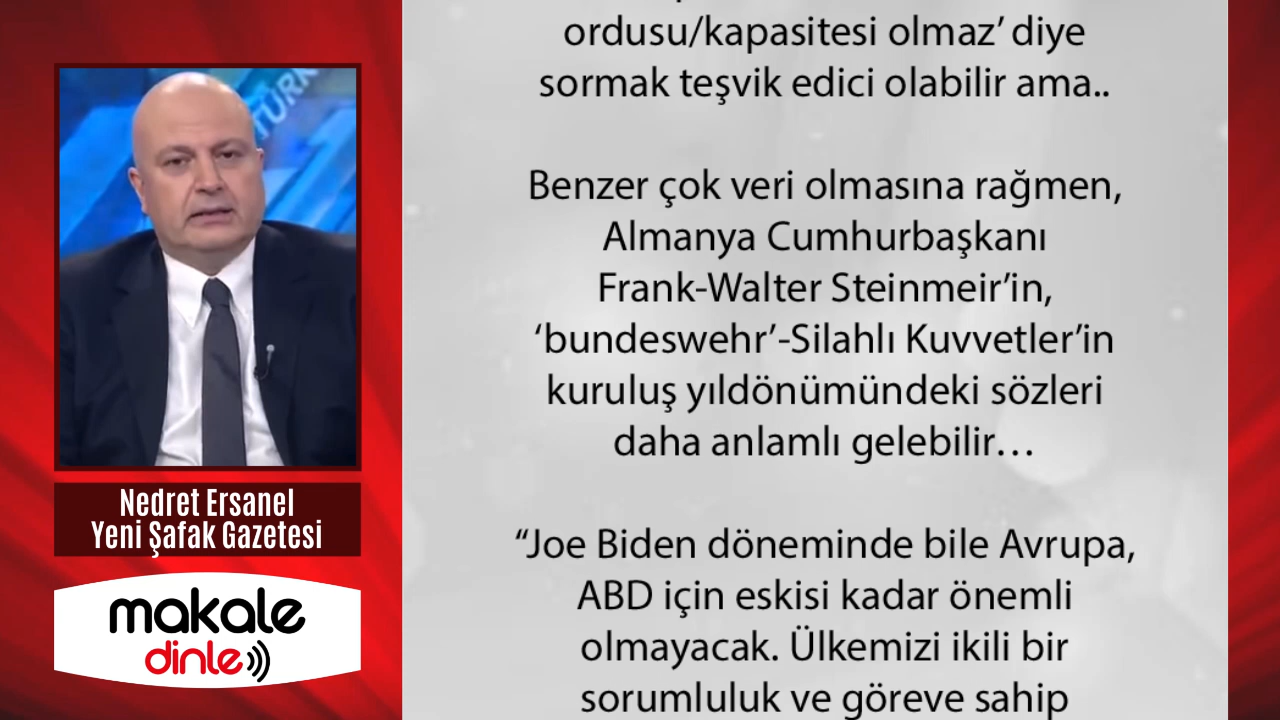 TÜRK
Nedret Ersanel
Yeni Şafak Gazetesi
makale
dinle
ordusu/kapasitesi olmaz’ diye
sormak teşvik edici olabilir ama..
Benzer çok veri olmasına rağmen,
Almanya Cumhurbaşkanı
Frank-Walter Steinmeir’in,
‘bundeswehr’-Silahlı Kuvvetler’in
kuruluş yıldönümündeki sözleri
daha anlamlı gelebilir…
“Joe Biden döneminde bile Avrupa,
ABD için eskisi kadar önemli
olmayacak. Ülkemizi ikili bir
sorumluluk ve göreve sahip